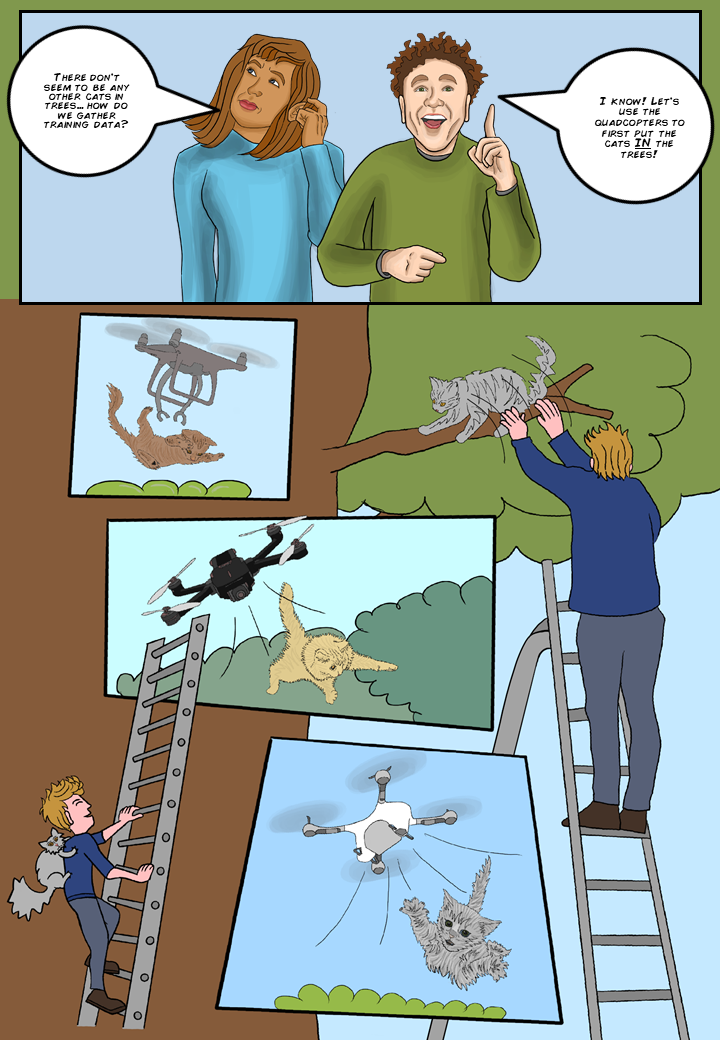 There don't
seem to be any
other cats in
trees... how do
we gather
training data?
I know! Let's
use the
quadcopters to
first put the
cats IN in the
trees!